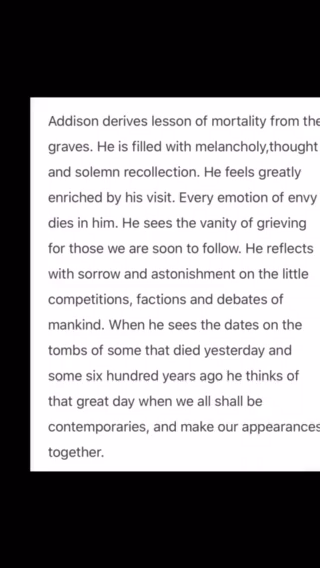 Addison derives lesson of mortality from the
graves. He is filled with melancholy,thought
and solemn recollection. He feels greatly
enriched by his visit. Every emotion of envy
dies in him. He sees the vanity of grieving
for those we are soon to follow. He reflects
with sorrow and astonishment on the little
competitions, factions and debates of
mankind. When he sees the dates on the
tombs of some that died yesterday and
some six hundred years ago he thinks of
that great day when we all shall be
contemporaries, and make our appearances
together.